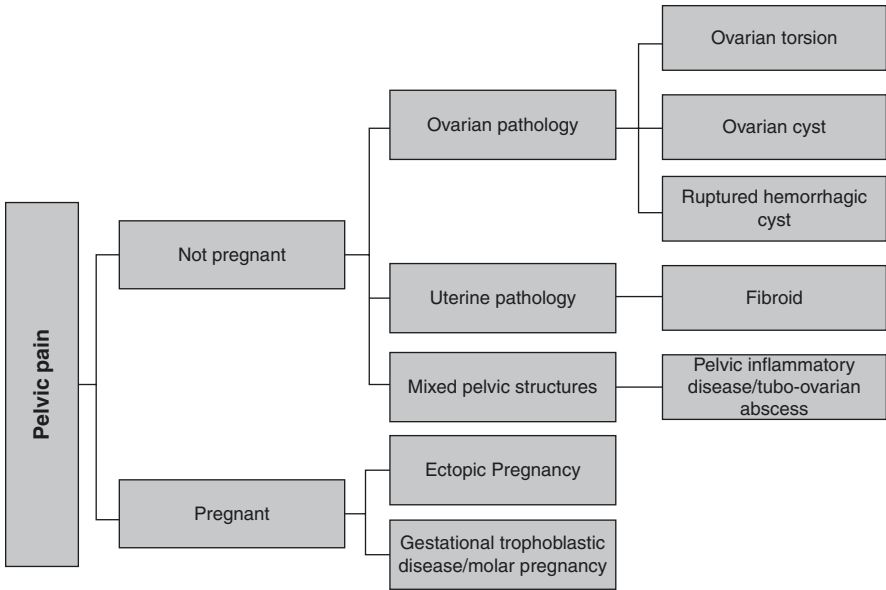 Pelvic pain
Not pregnant
Ovarian pathology
Ovarian torsion
Ovarian cyst
Ruptured hemorrhagic
cyst
Uterine pathology
Fibroid
Mixed pelvic structures
Pelvic inflammatory
disease/tubo-ovarian
abscess
Pregnant
Ectopic Pregnancy
Gestational trophoblastic
disease/molar pregnancy